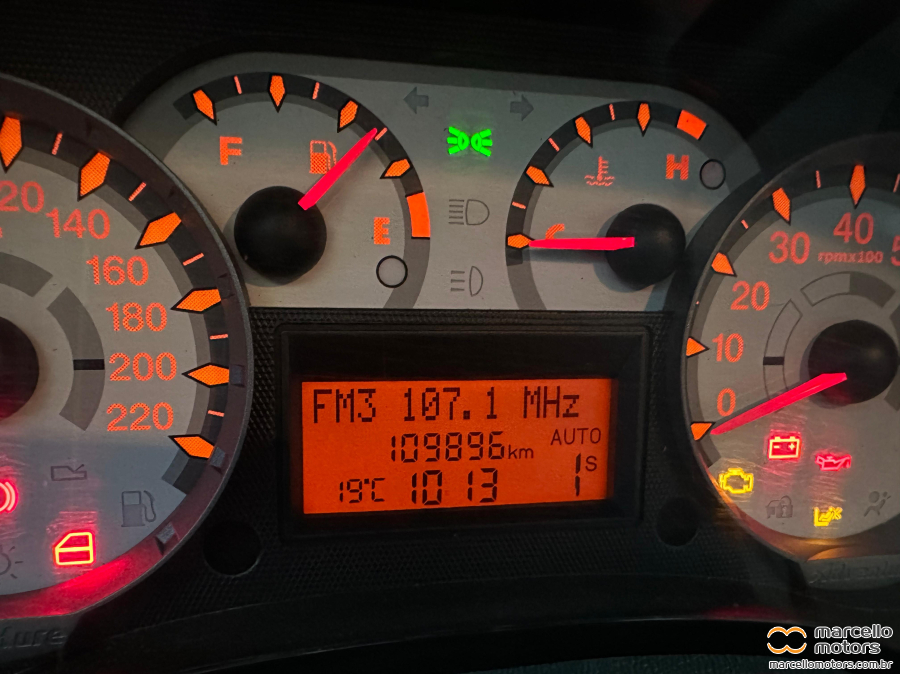 F
E
H
C
20
140
160
180
200
220
0
10
20
30
40
rpmx100
FM3 107.1 MHz
109896km
AUTO
19°C 10 13 1S
marcello
motors
marcellomotors.com.br